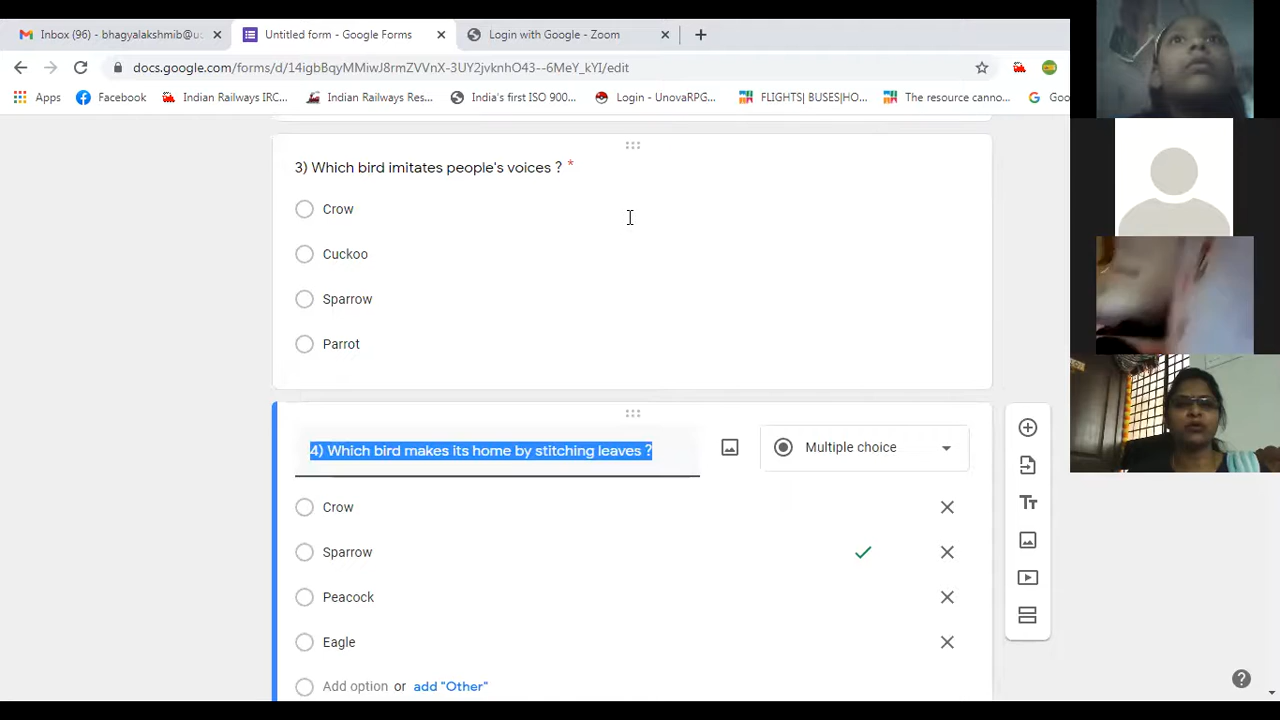 Inbox (96) - bhagyalakshmib@u:
Untitled form - Google Forms
Login with Google - Zoom
docs.google.com/forms/d/14igbBqyMMiwJ8rmZVVnX-3UY2jvknhO43--6MeY_kYI/edit
Apps
Facebook
Indian Railways IRC...
Indian Railways Res...
India's first ISO 900...
Login - UnovaRPG...
FLIGHTS| BUSES|HO...
The resource canno...
Goo
3) Which bird imitates people's voices ? *
Crow
Cuckoo
Sparrow
Parrot
4) Which bird makes its home by stitching leaves ?
Multiple choice
Crow
Sparrow
Peacock
Eagle
Add option or add "Other"